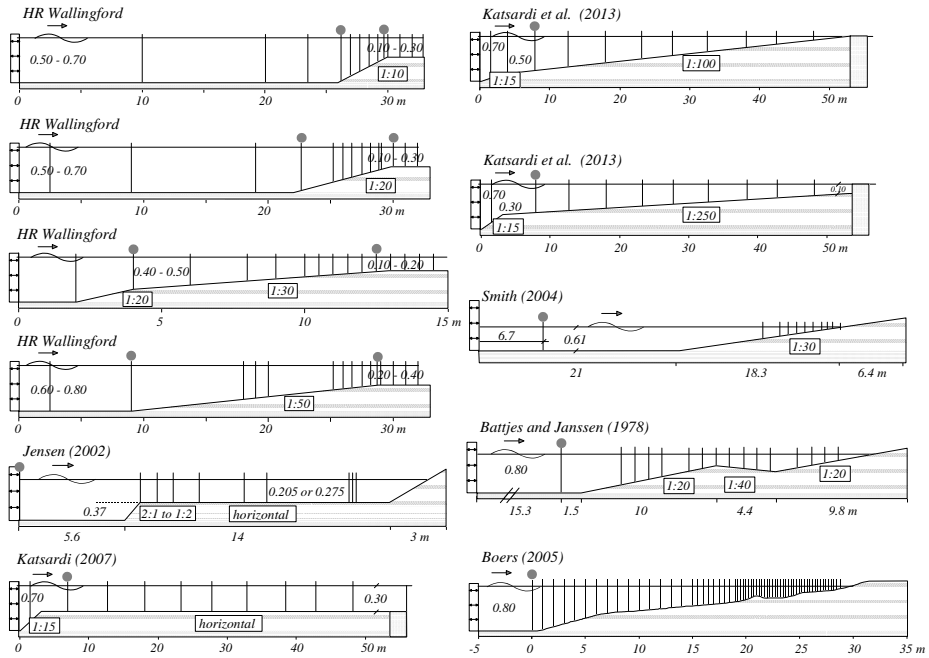 HR Wallingford
0.50 - 0.70
0.10 - 0.30
1:10
0 10 20 30 m
HR Wallingford
0.50 - 0.70
0.10 - 0.30
1:20
0 10 20 30 m
HR Wallingford
0.40 - 0.50
0.10 - 0.20
1:20
1:30
0 5 10 15 m
HR Wallingford
0.60 - 0.80
0.20 - 0.40
1:50
0 10 20 30 m
Jensen (2002)
0.37
0.205 or 0.275
2:1 to 1:2
horizontal
5.6 14 3 m
Katsardi (2007)
0.70
0.30
1:15
horizontal
0 10 20 30 40 50 m
Katsardi et al. (2013)
0.70
0.50
1:15
1:100
0 10 20 30 40 50 m
Katsardi et al. (2013)
0.70
0.30
0.10
1:15
1:250
0 10 20 30 40 50 m
Smith (2004)
6.7
0.61
1:30
21 18.3 6.4 m
Battjes and Janssen (1978)
0.80
1:20
1:40
1:20
15.3 1.5 10 4.4 9.8 m
Boers (2005)
0.80
-5 0 5 10 15 20 25 30 35 m